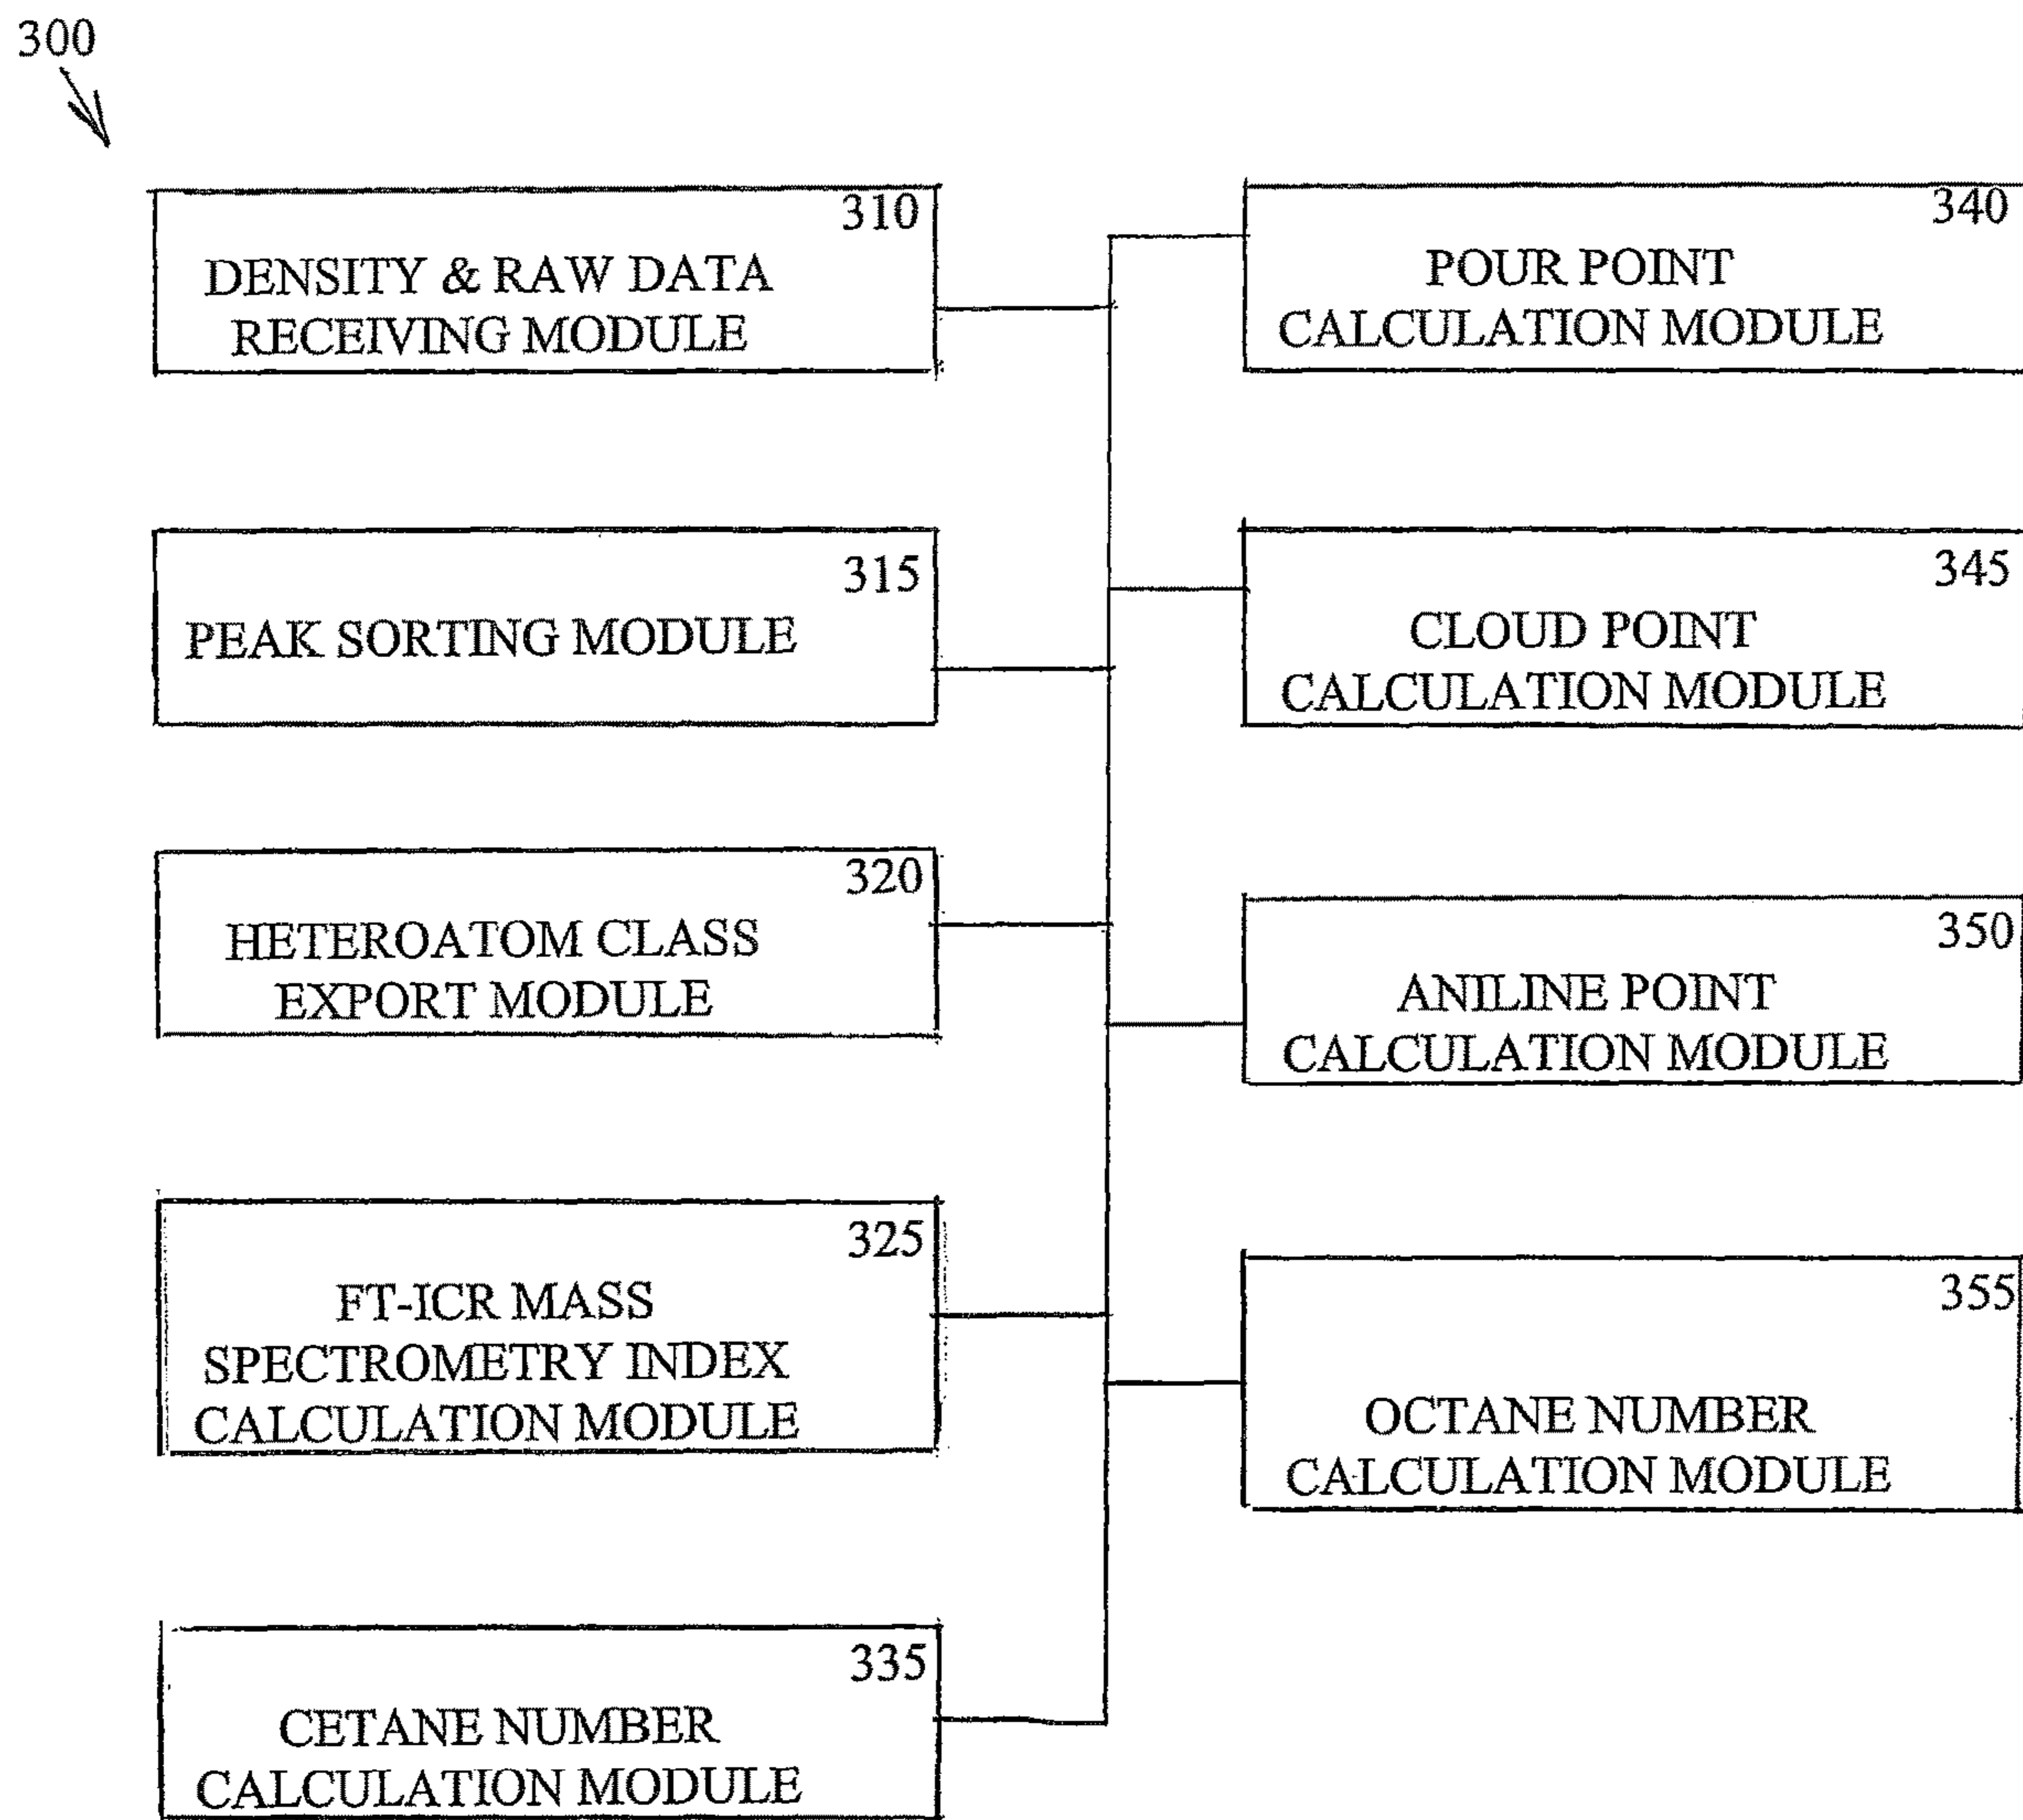 300
310
DENSITY & RAW DATA
RECEIVING MODULE
315
PEAK SORTING MODULE
320
HETEROATOM CLASS
EXPORT MODULE
325
FT-ICR MASS
SPECTROMETRY INDEX
CALCULATION MODULE
335
CETANE NUMBER
CALCULATION MODULE
340
POUR POINT
CALCULATION MODULE
345
CLOUD POINT
CALCULATION MODULE
350
ANILINE POINT
CALCULATION MODULE
355
OCTANE NUMBER
CALCULATION MODULE